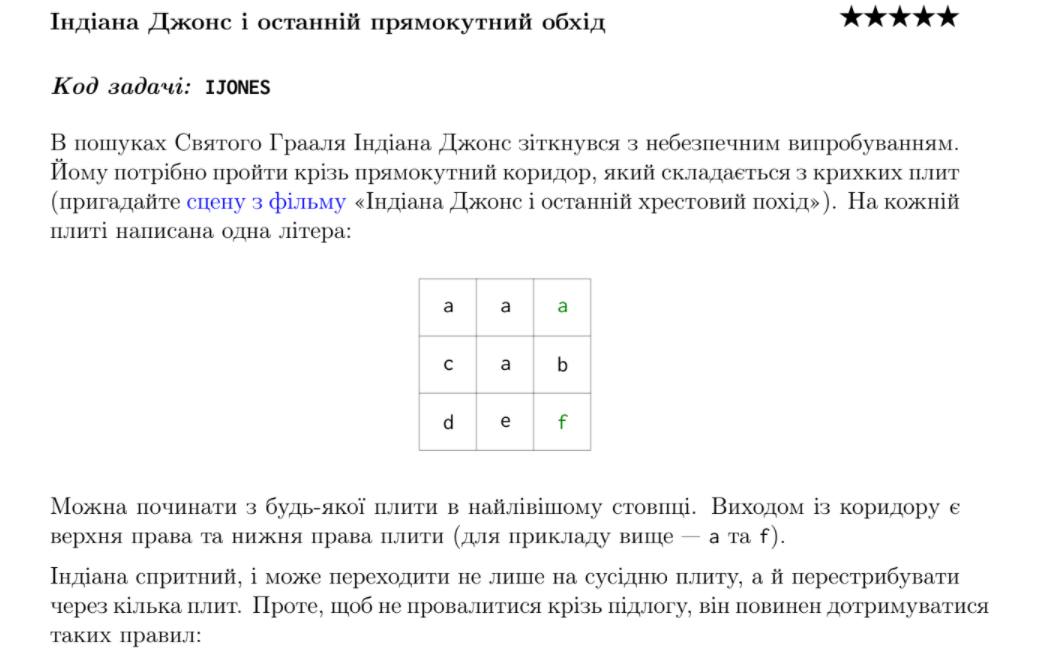 Індіана Джонс і останній прямокутний обхід ★★★★★
Код задачі: IJONES
В пошуках Святого Грааля Індіана Джонс зіткнувся з небезпечним випробуванням.
Йому потрібно пройти крізь прямокутний коридор, який складається з крихких плит
(пригадайте сцену з фільму «Індіана Джонс і останній хрестовий похід»). На кожній
плиті написана одна літера:
a a a
c a b
d e f
Можна починати з будь-якої плити в найлівішому стовпці. Виходом із коридору є
верхня права та нижня права плити (для прикладу вище — a та f).
Індіана спритний, і може переходити не лише на сусідню плиту, а й перестрибувати
через кілька плит. Проте, щоб не провалитися крізь підлогу, він повинен дотримуватися
таких правил: